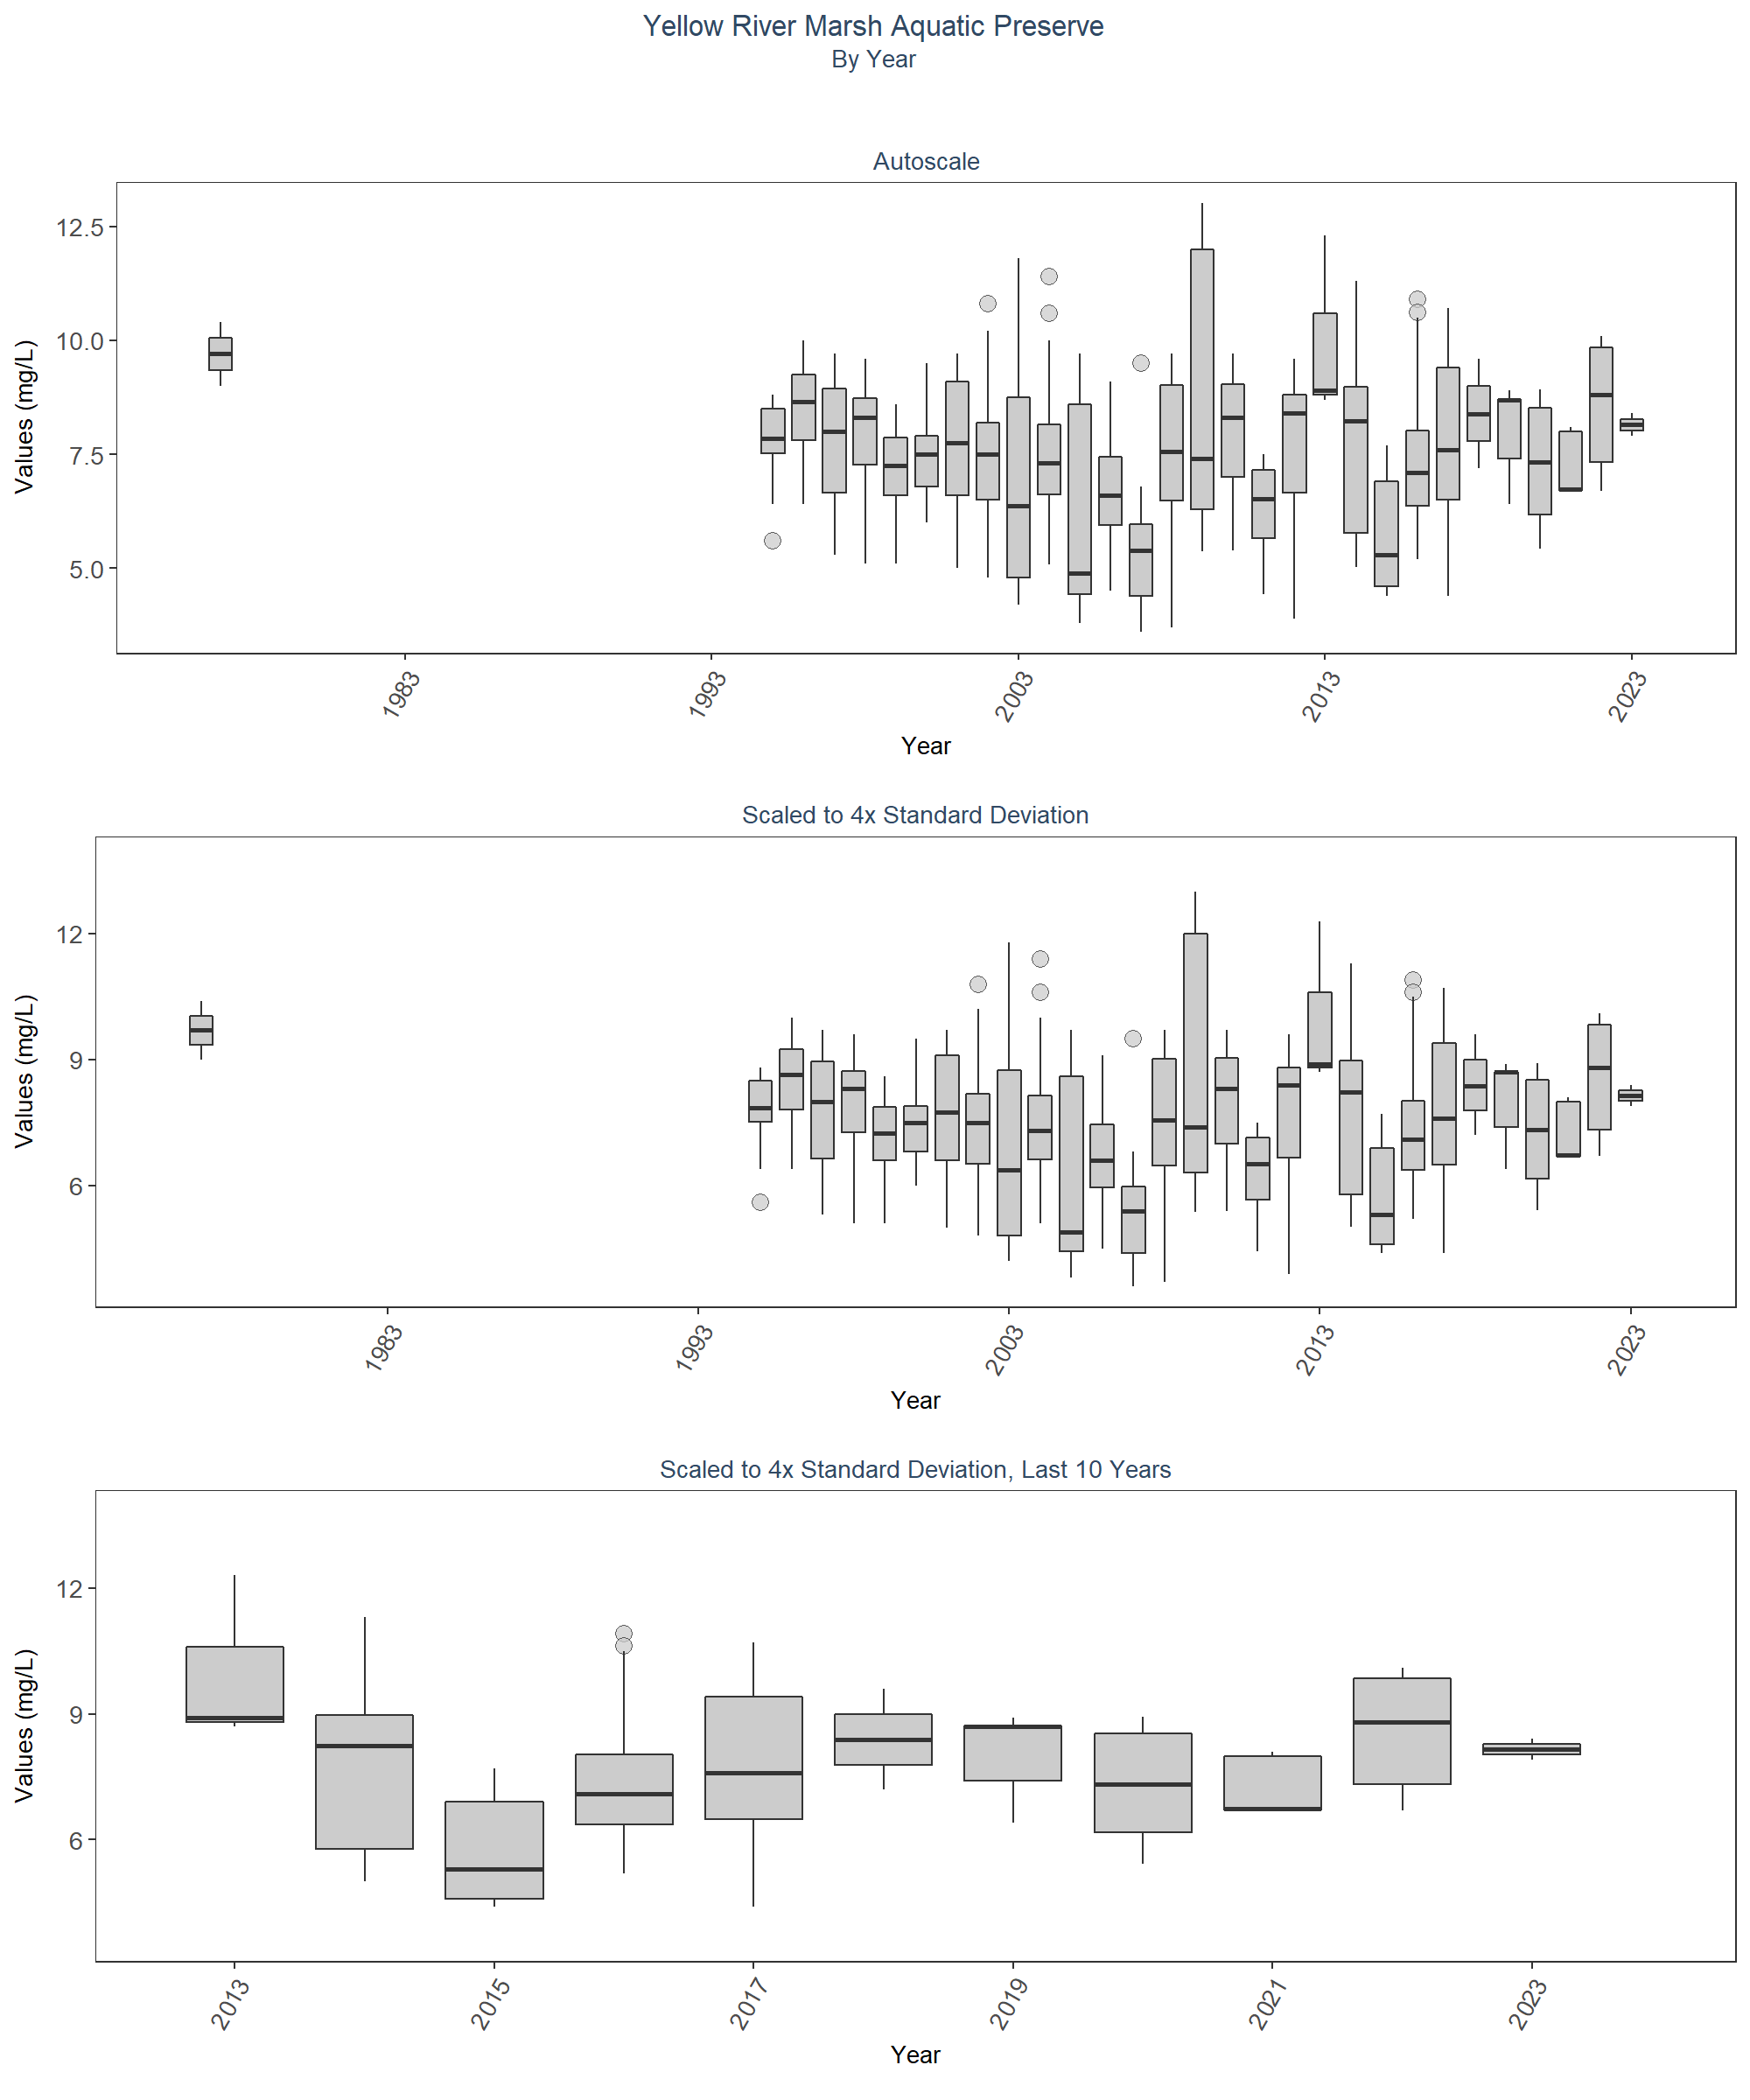 Yellow River Marsh Aquatic Preserve
By Year
Autoscale
Values (mg/L)
12.5
10.0
7.5
5.0
1983
1993
2003
2013
2023
Year
Scaled to 4x Standard Deviation
Values (mg/L)
12
9
6
1983
1993
2003
2013
2023
Year
Scaled to 4x Standard Deviation, Last 10 Years
Values (mg/L)
12
9
6
2013
2015
2017
2019
2021
2023
Year